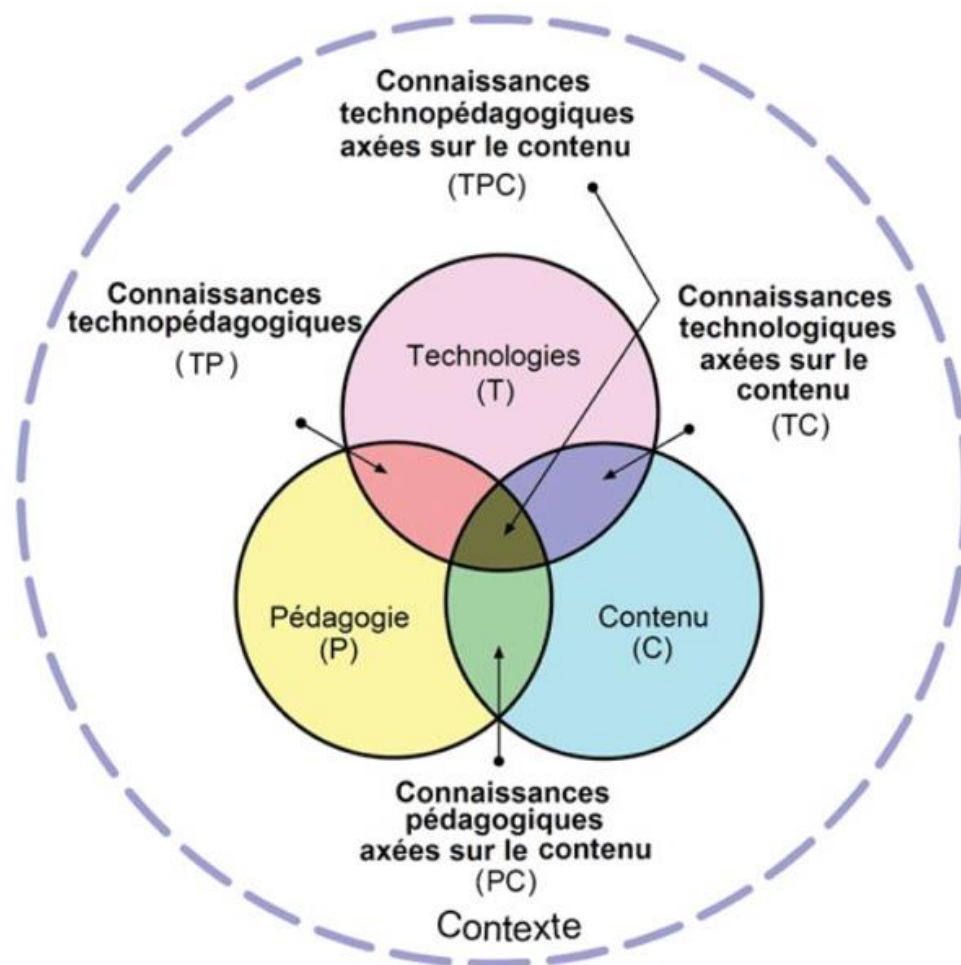 Connaissances
technopédagogiques
axées sur le contenu
(TPC)
Connaissances
technopédagogiques
(TP)
Connaissances
technologiques
axées sur le
contenu
(TC)
Technologies
(T)
Pédagogie
(P)
Contenu
(C)
Connaissances
pédagogiques
axées sur le contenu
(PC)
Contexte